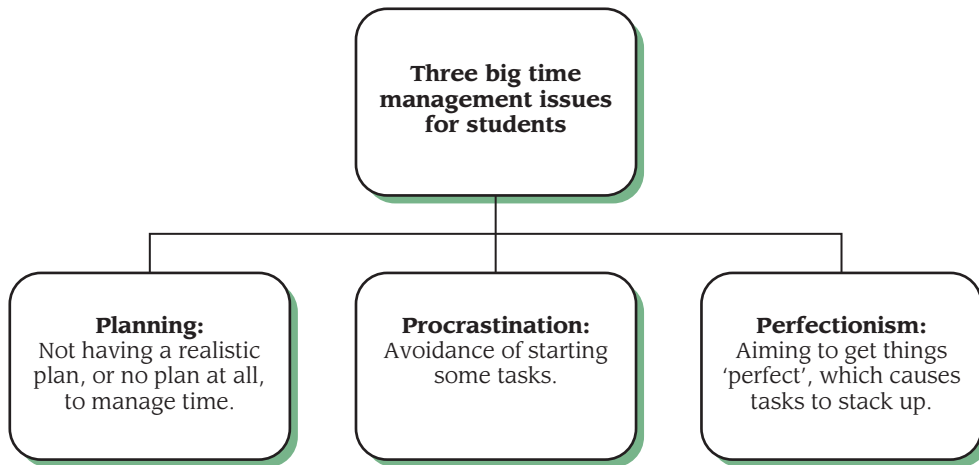 Three big time
management issues
for students
Planning:
Not having a realistic
plan, or no plan at all,
to manage time.
Procrastination:
Avoidance of starting
some tasks.
Perfectionism:
Aiming to get things
‘perfect’, which causes
tasks to stack up.